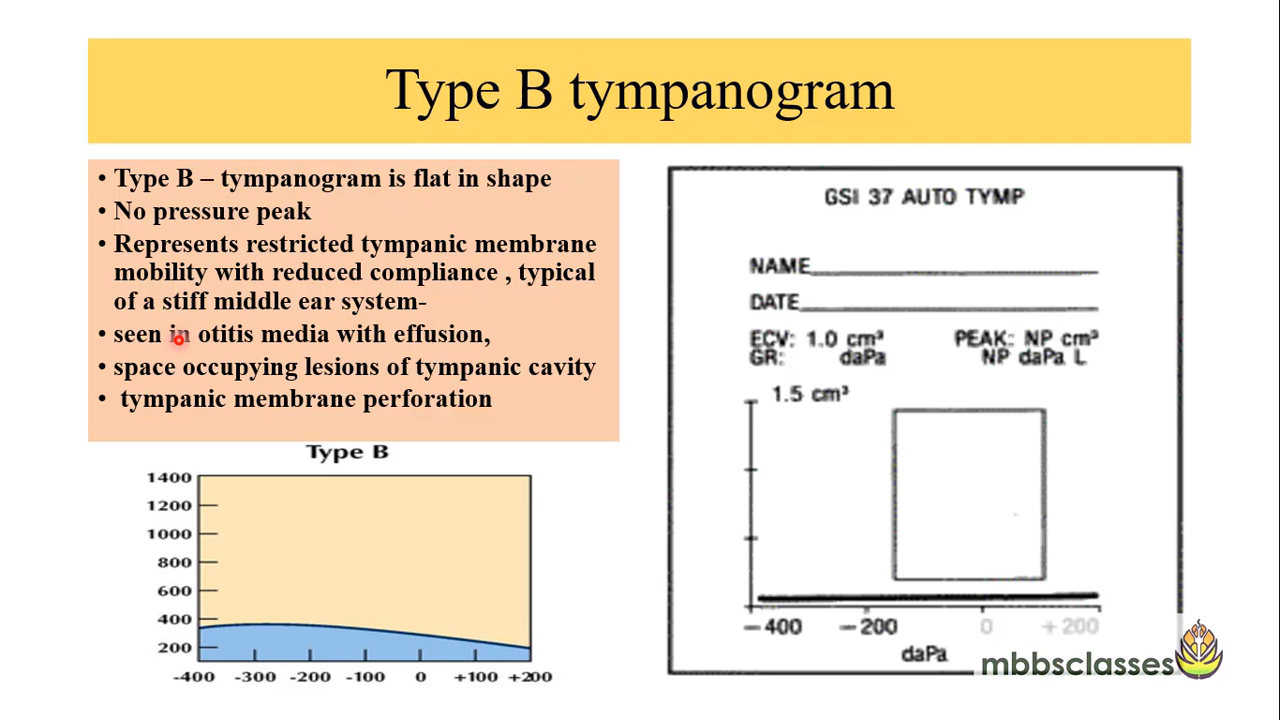 Type B tympanogram
• Type B – tympanogram is flat in shape
• No pressure peak
• Represents restricted tympanic membrane
mobility with reduced compliance , typical
of a stiff middle ear system-
• seen in otitis media with effusion,
• space occupying lesions of tympanic cavity
• tympanic membrane perforation
Type B
1400
1200
1000
800
600
400
200
-400 -300 -200 -100 0 +100 +200
GSI 37 AUTO TYMP
NAME
DATE
ECV: 1.0 cm³ PEAK: NP cm³
GR: daPa NP daPa L
1.5 cm³
-400 -200 0 +200
daPa
mbbsclasses